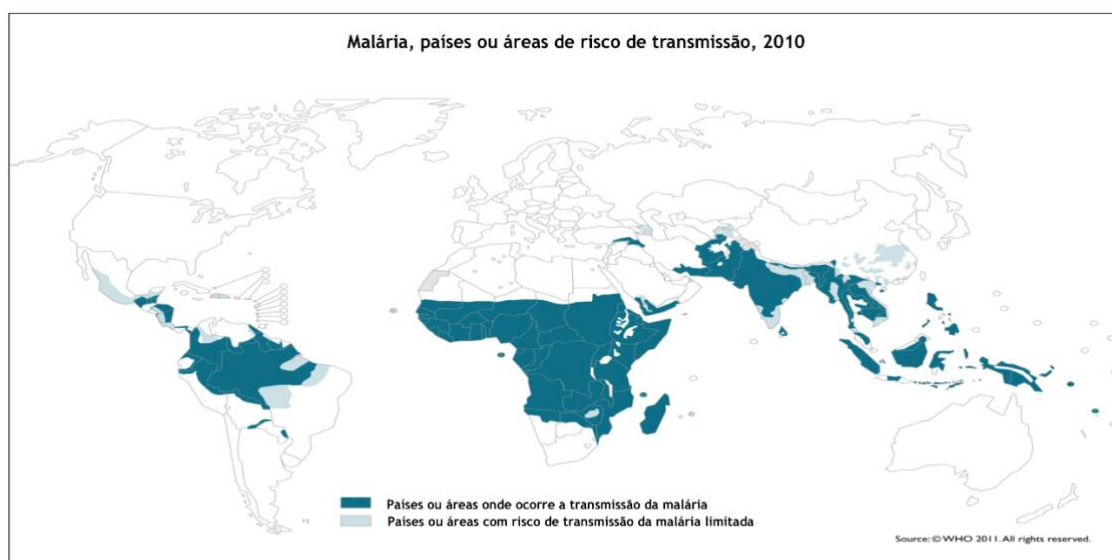 Malária, países ou áreas de risco de transmissão, 2010
Países ou áreas onde ocorre a transmissão da malária
Países ou áreas com risco de transmissão da malária limitada
Source: © WHO 2011. All rights reserved.